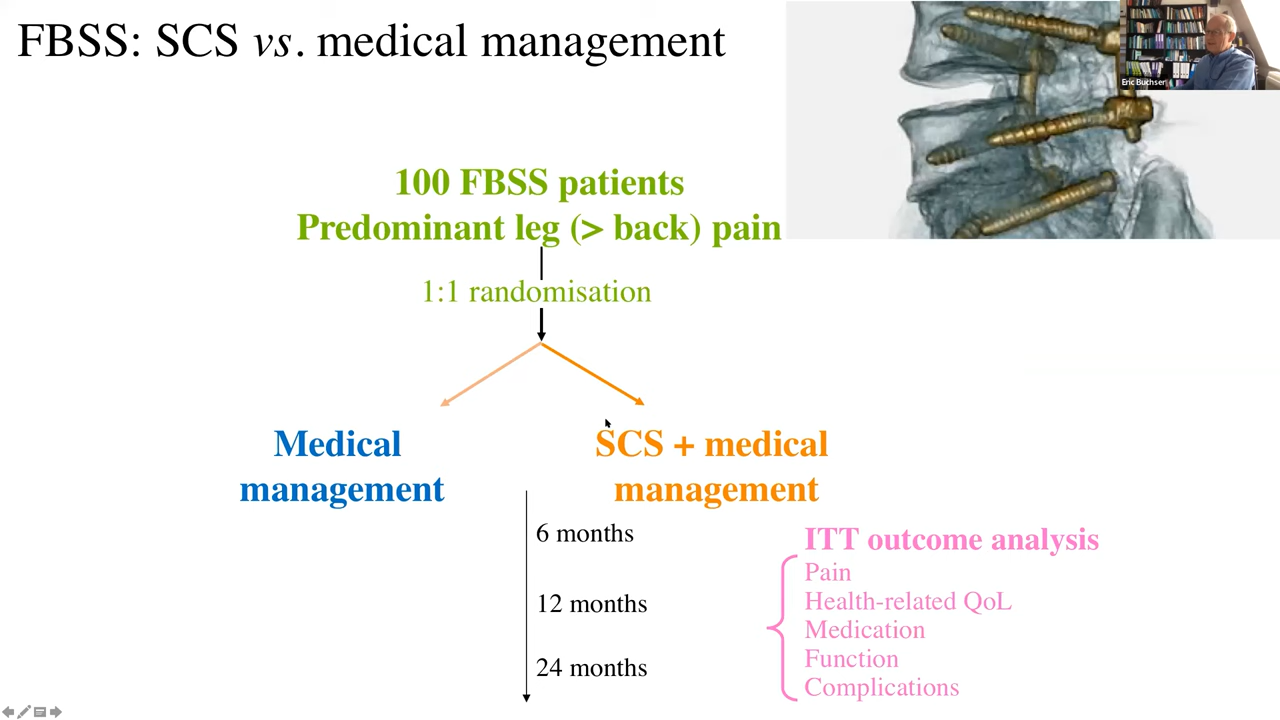 FBSS: SCS vs. medical management
Eric Buchser
100 FBSS patients
Predominant leg (> back) pain
1:1 randomisation
Medical
management
SCS + medical
management
6 months
12 months
24 months
ITT outcome analysis
Pain
Health-related QoL
Medication
Function
Complications